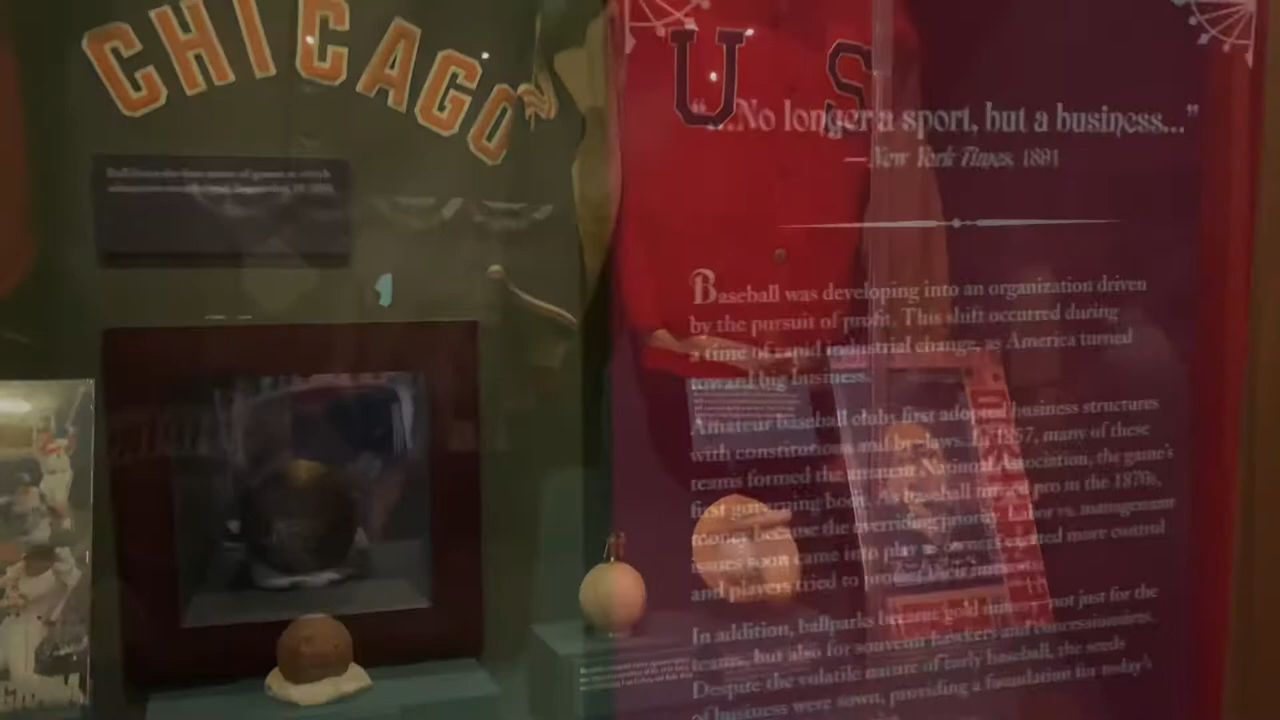 CHICAGO
U S
“...No longer a sport, but a business...”
—New York Times, 1891
Baseball was developing into an organization driven
by the pursuit of profit. This shift occurred during
a time of rapid industrial change, as America turned
toward big business.
Amateur baseball clubs first adopted business structures
with constitutions and by-laws. In 1857, many of these
teams formed the amateur National Association, the game's
first governing body. As baseball turned pro in the 1870s,
money became the overriding priority. Labor vs. management
issues soon came into play as owners exerted more control
and players tried to protect their interests.
In addition, ballparks became gold mines, not just for the
teams, but also for souvenir hawkers and concessionaires.
Despite the volatile nature of early baseball, the seeds
of business were sown, providing a foundation for today's